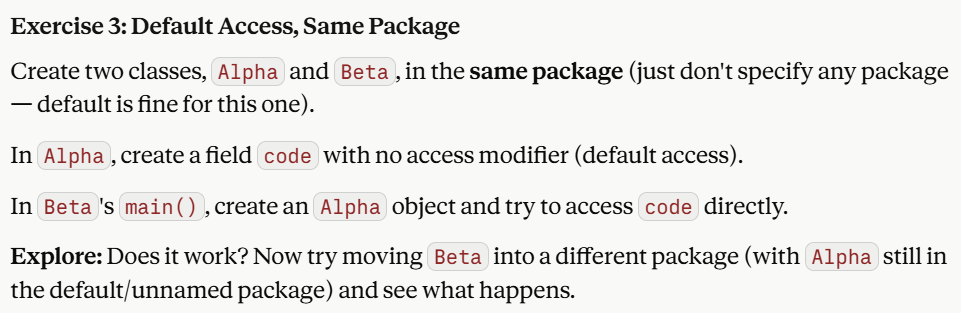 Exercise 3: Default Access, Same Package
Create two classes, Alpha and Beta, in the same package (just don't specify any package
— default is fine for this one).
In Alpha, create a field code with no access modifier (default access).
In Beta's main(), create an Alpha object and try to access code directly.
Explore: Does it work? Now try moving Beta into a different package (with Alpha still in
the default/unnamed package) and see what happens.